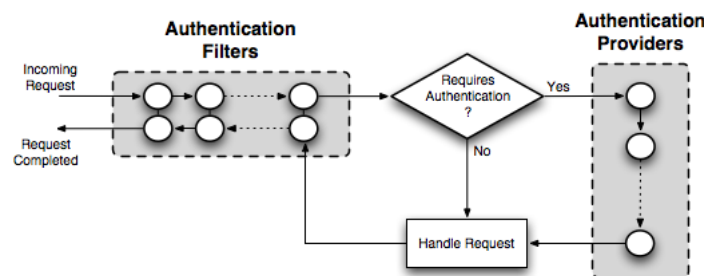 Authentication
Filters
Authentication
Providers
Incoming
Request
Requires
Authentication
?
Yes
Request
Completed
No
Handle Request